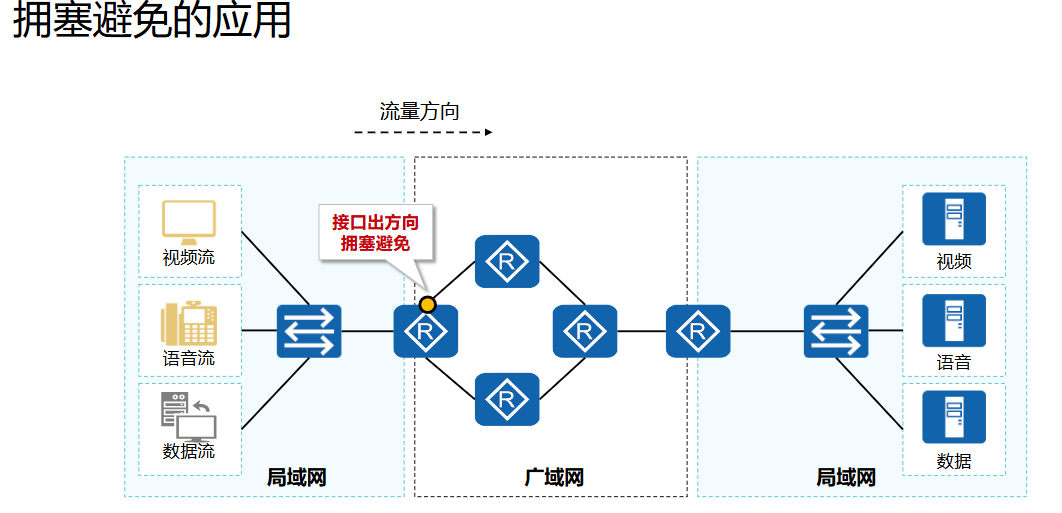 拥塞避免的应用
流量方向
接口出方向
拥塞避免
视频流
语音流
数据流
R
R
R
R
R
视频
语音
数据
局域网
广域网
局域网